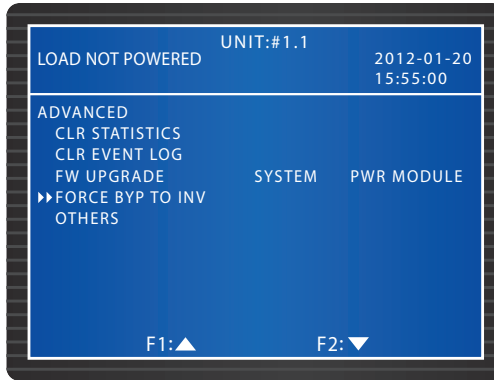 UNIT:#1.1
LOAD NOT POWERED 2012-01-20
15:55:00
ADVANCED
CLR STATISTICS
CLR EVENT LOG
FW UPGRADE SYSTEM PWR MODULE
FORCE BYP TO INV
OTHERS
F1: F2: